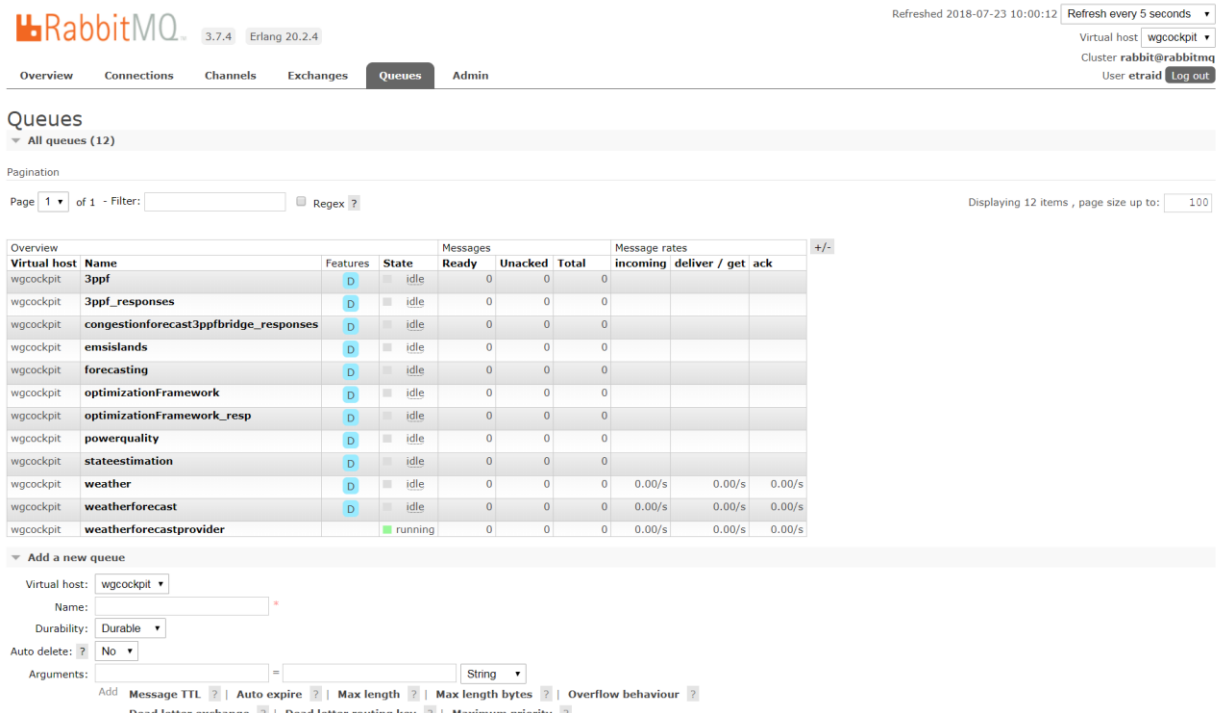 RabbitMQ 3.7.4 Erlang 20.2.4
Refreshed 2018-07-23 10:00:12 Refresh every 5 seconds
Virtual host wgcockpit
Cluster rabbit@rabbitmq
User etraid Log out
Overview Connections Channels Exchanges Queues Admin
Queues
All queues (12)
Pagination
Page 1 of 1 - Filter: Regex ? Displaying 12 items , page size up to: 100
Overview Messages Message rates +/-
Virtual host Name Features State Ready Unacked Total incoming deliver / get ack
wgcockpit 3ppf D idle 0 0 0
wgcockpit 3ppf_responses D idle 0 0 0
wgcockpit congestionforecast3ppfbridge_responses D idle 0 0 0
wgcockpit emsislands D idle 0 0 0
wgcockpit forecasting D idle 0 0 0
wgcockpit optimizationFramework D idle 0 0 0
wgcockpit optimizationFramework_resp D idle 0 0 0
wgcockpit powerquality D idle 0 0 0
wgcockpit stateestimation D idle 0 0 0
wgcockpit weather D idle 0 0 0 0.00/s 0.00/s 0.00/s
wgcockpit weatherforecast D idle 0 0 0 0.00/s 0.00/s 0.00/s
wgcockpit weatherforecastprovider running 0 0 0 0.00/s 0.00/s 0.00/s
Add a new queue
Virtual host: wgcockpit
Name: *
Durability: Durable
Auto delete: ? No
Arguments: = String
Add Message TTL ? | Auto expire ? | Max length ? | Max length bytes ? | Overflow behaviour ?
Dead letter exchange ? | Dead letter routing key ? | Maximum priority ?